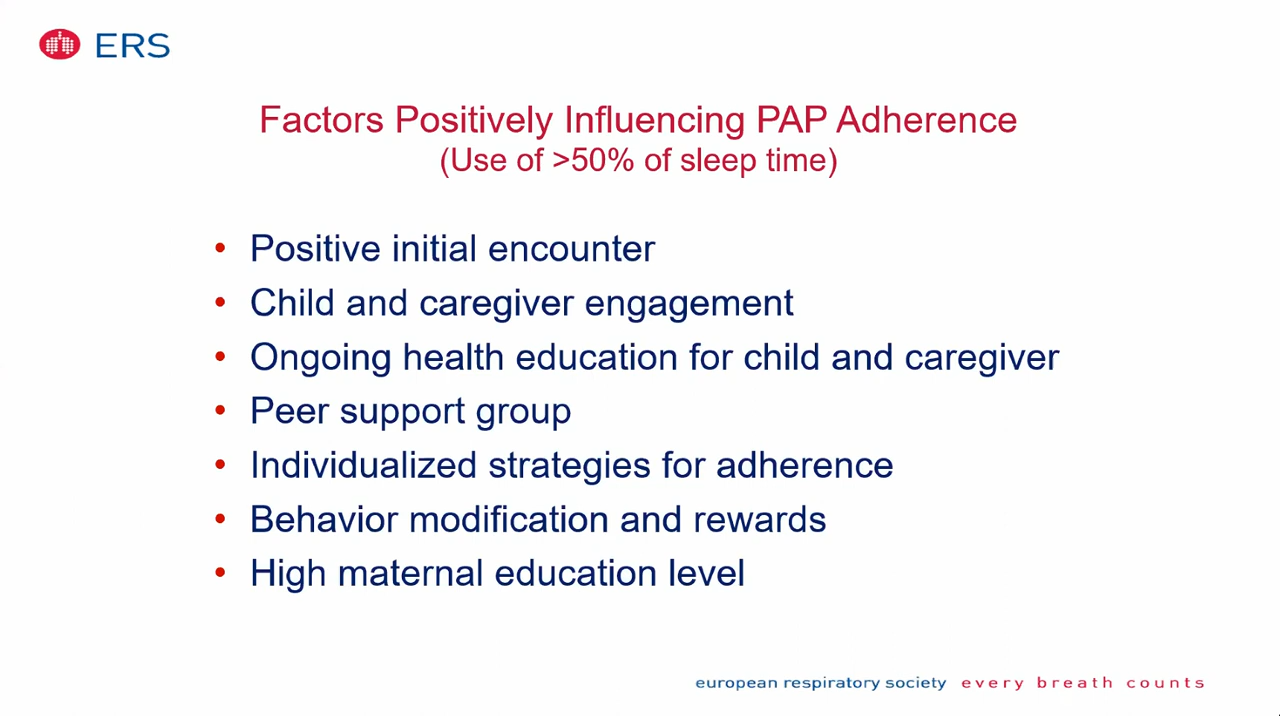 ERS
Factors Positively Influencing PAP Adherence
(Use of >50% of sleep time)
• Positive initial encounter
• Child and caregiver engagement
• Ongoing health education for child and caregiver
• Peer support group
• Individualized strategies for adherence
• Behavior modification and rewards
• High maternal education level
european respiratory society every breath counts